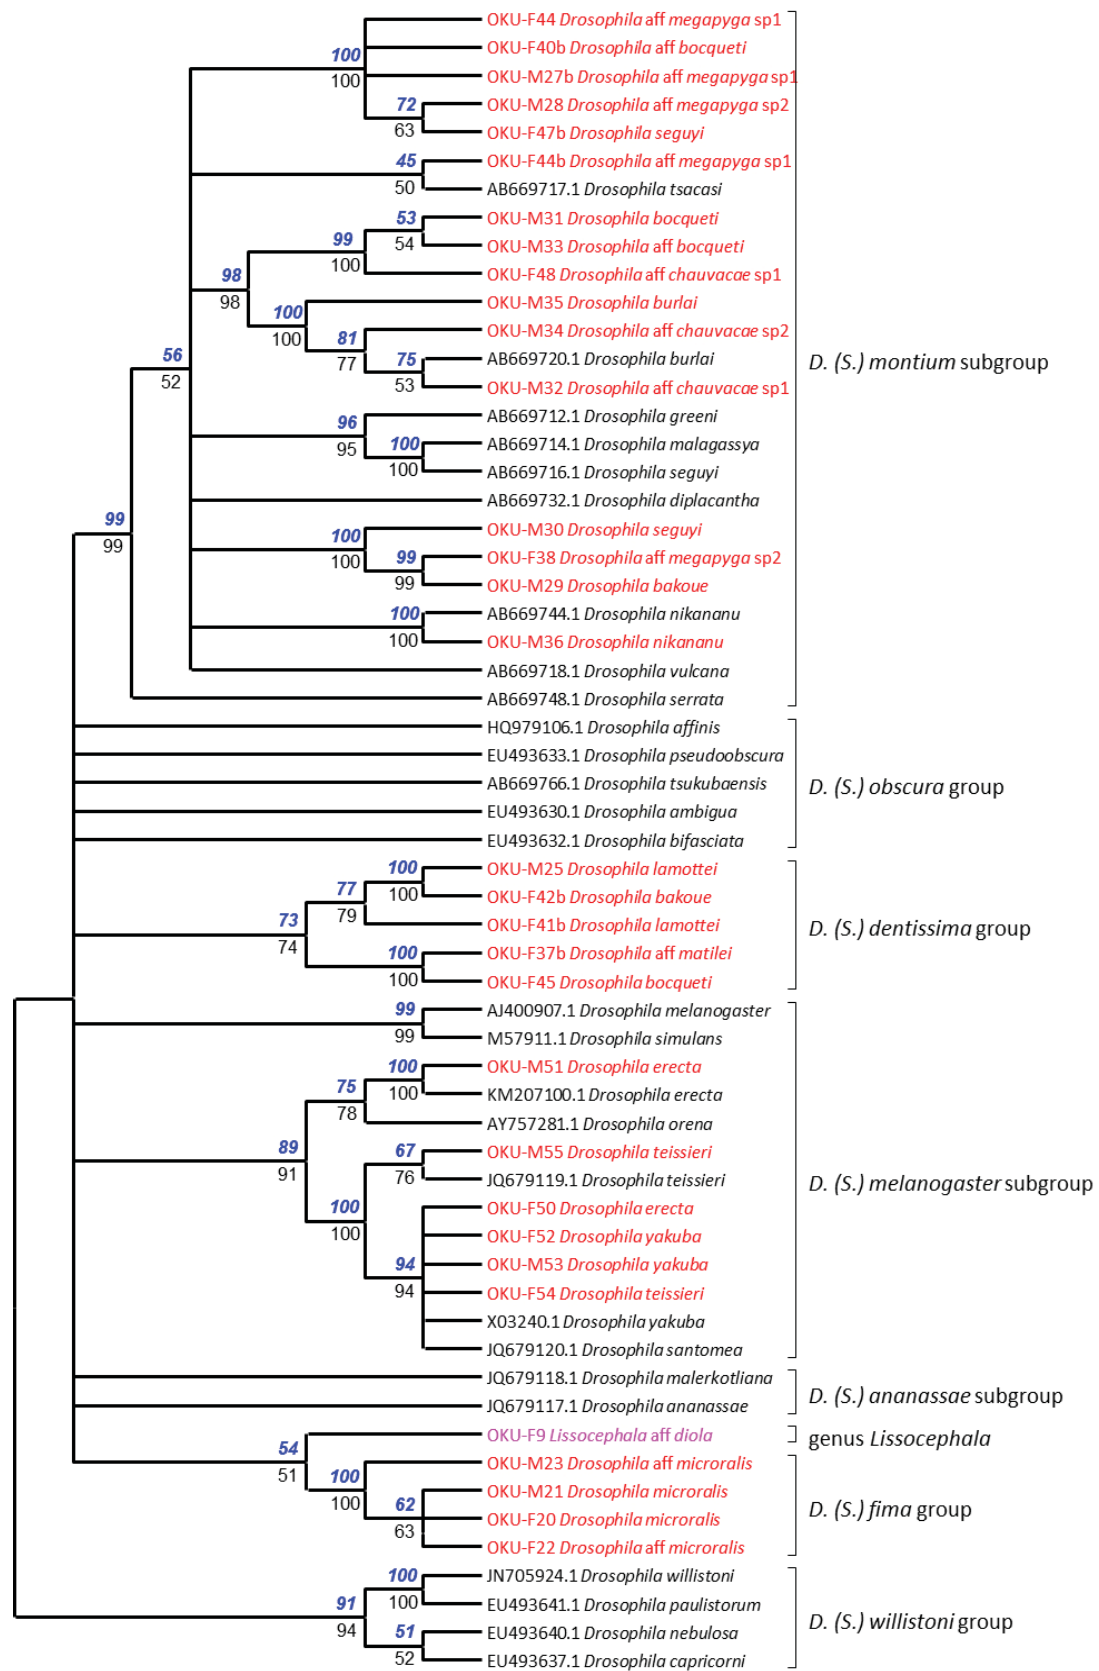 OKU-F44 Drosophila aff megapyga sp1
OKU-F40b Drosophila aff bocqueti
100
100
OKU-M27b Drosophila aff megapyga sp1
OKU-M28 Drosophila aff megapyga sp2
72
63
OKU-F47b Drosophila seguyi
OKU-F44b Drosophila aff megapyga sp1
45
50
AB669717.1 Drosophila tsacasi
OKU-M31 Drosophila bocqueti
53
54
OKU-M33 Drosophila aff bocqueti
99
100
OKU-F48 Drosophila aff chauvacae sp1
98
98
OKU-M35 Drosophila burlai
100
100
OKU-M34 Drosophila aff chauvacae sp2
81
77
AB669720.1 Drosophila burlai
75
53
D. (S.) montium subgroup
56
52
OKU-M32 Drosophila aff chauvacae sp1
AB669712.1 Drosophila greeni
96
95
AB669714.1 Drosophila malagassya
100
100
AB669716.1 Drosophila seguyi
AB669732.1 Drosophila diplacantha
99
99
OKU-M30 Drosophila seguyi
100
100
OKU-F38 Drosophila aff megapyga sp2
99
99
OKU-M29 Drosophila bakoue
AB669744.1 Drosophila nikananu
100
100
OKU-M36 Drosophila nikananu
AB669718.1 Drosophila vulcana
AB669748.1 Drosophila serrata
HQ979106.1 Drosophila affinis
EU493633.1 Drosophila pseudoobscura
AB669766.1 Drosophila tsukubaensis
D. (S.) obscura group
EU493630.1 Drosophila ambigua
EU493632.1 Drosophila bifasciata
OKU-M25 Drosophila lamottei
100
100
OKU-F42b Drosophila bakoue
77
79
OKU-F41b Drosophila lamottei
73
74
D. (S.) dentissima group
OKU-F37b Drosophila aff matilei
100
100
OKU-F45 Drosophila bocqueti
AJ400907.1 Drosophila melanogaster
99
99
M57911.1 Drosophila simulans
OKU-M51 Drosophila erecta
100
100
KM207100.1 Drosophila erecta
75
78
AY757281.1 Drosophila orena
89
91
OKU-M55 Drosophila teissieri
67
76
JQ679119.1 Drosophila teissieri
D. (S.) melanogaster subgroup
100
100
OKU-F50 Drosophila erecta
OKU-F52 Drosophila yakuba
OKU-M53 Drosophila yakuba
94
94
OKU-F54 Drosophila teissieri
X03240.1 Drosophila yakuba
JQ679120.1 Drosophila santomea
JQ679118.1 Drosophila malerkotliana
D. (S.) ananassae subgroup
JQ679117.1 Drosophila ananassae
OKU-F9 Lissocephala aff diola
genus Lissocephala
54
51
OKU-M23 Drosophila aff microralis
100
100
OKU-M21 Drosophila microralis
62
63
D. (S.) fima group
OKU-F20 Drosophila microralis
OKU-F22 Drosophila aff microralis
JN705924.1 Drosophila willistoni
100
100
EU493641.1 Drosophila paulistorum
91
94
D. (S.) willistoni group
EU493640.1 Drosophila nebulosa
51
52
EU493637.1 Drosophila capricorni